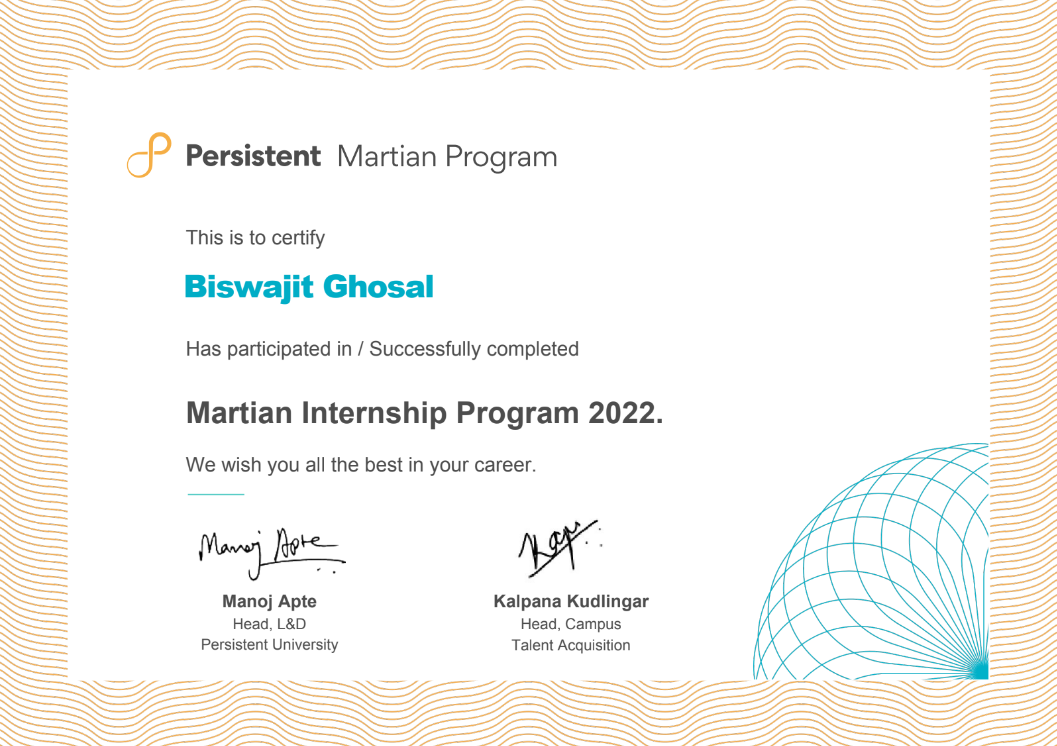 Persistent Martian Program
This is to certify
Biswajit Ghosal
Has participated in / Successfully completed
Martian Internship Program 2022.
We wish you all the best in your career.
Manoj Apte
Manoj Apte
Head, L&D
Persistent University
Kalpana Kudlingar
Head, Campus
Talent Acquisition